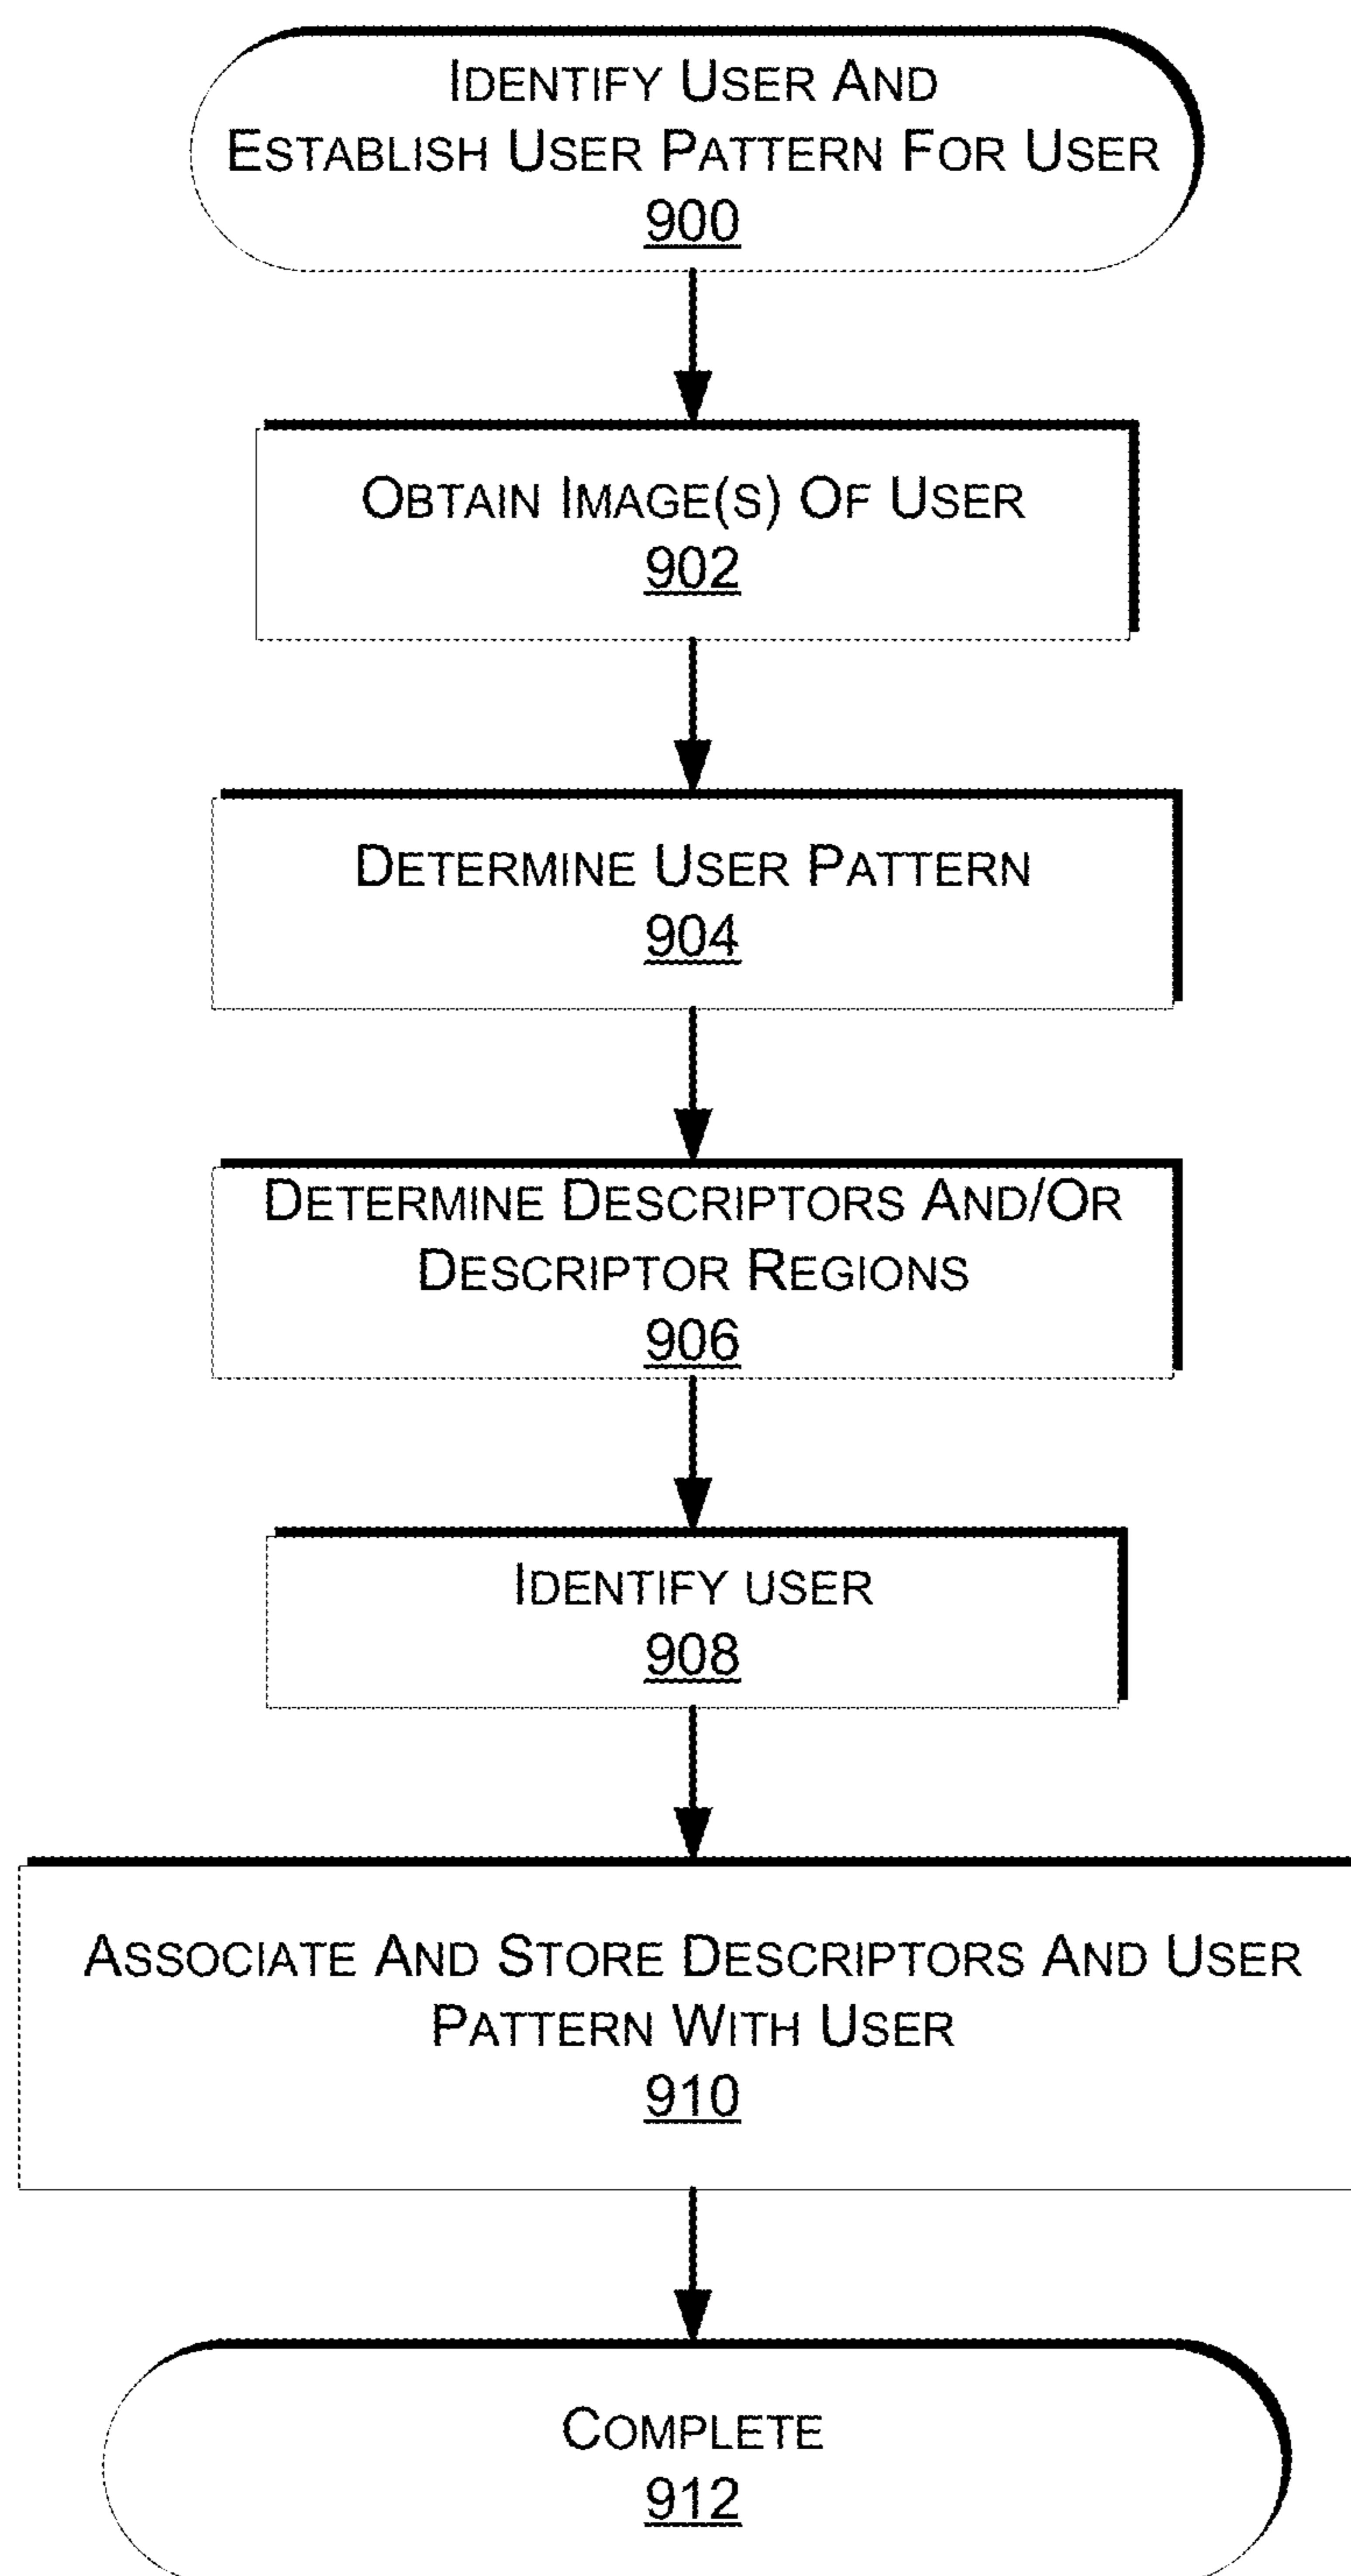 IDENTIFY USER AND
ESTABLISH USER PATTERN FOR USER
900
OBTAIN IMAGE(S) OF USER
902
DETERMINE USER PATTERN
904
DETERMINE DESCRIPTORS AND/OR
DESCRIPTOR REGIONS
906
IDENTIFY USER
908
ASSOCIATE AND STORE DESCRIPTORS AND USER
PATTERN WITH USER
910
COMPLETE
912